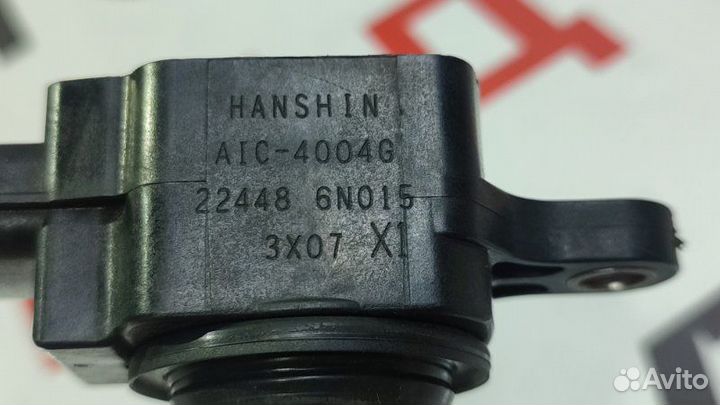 HANSHIN
AIC-4004G
22448 6N015
3X07 X1
Avito